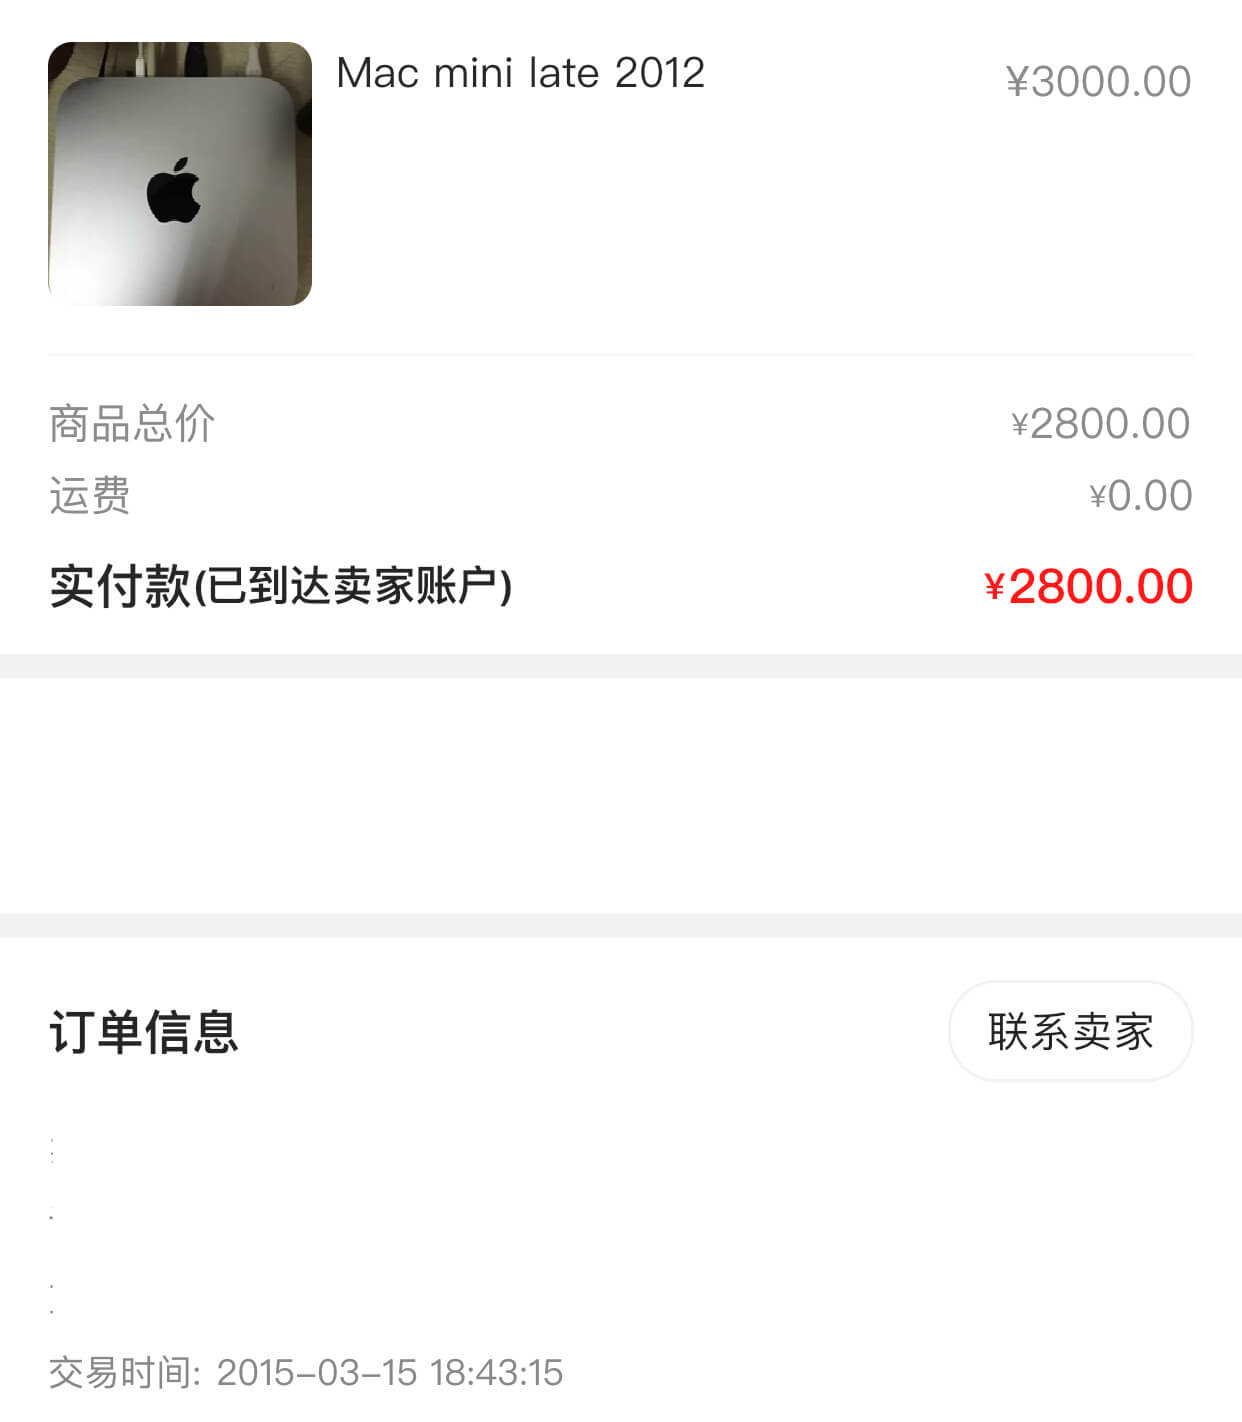 Mac mini late 2012
¥3000.00
商品总价 ¥2800.00
运费 ¥0.00
实付款(已到达卖家账户) ¥2800.00
订单信息 联系卖家
交易时间: 2015-03-15 18:43:15